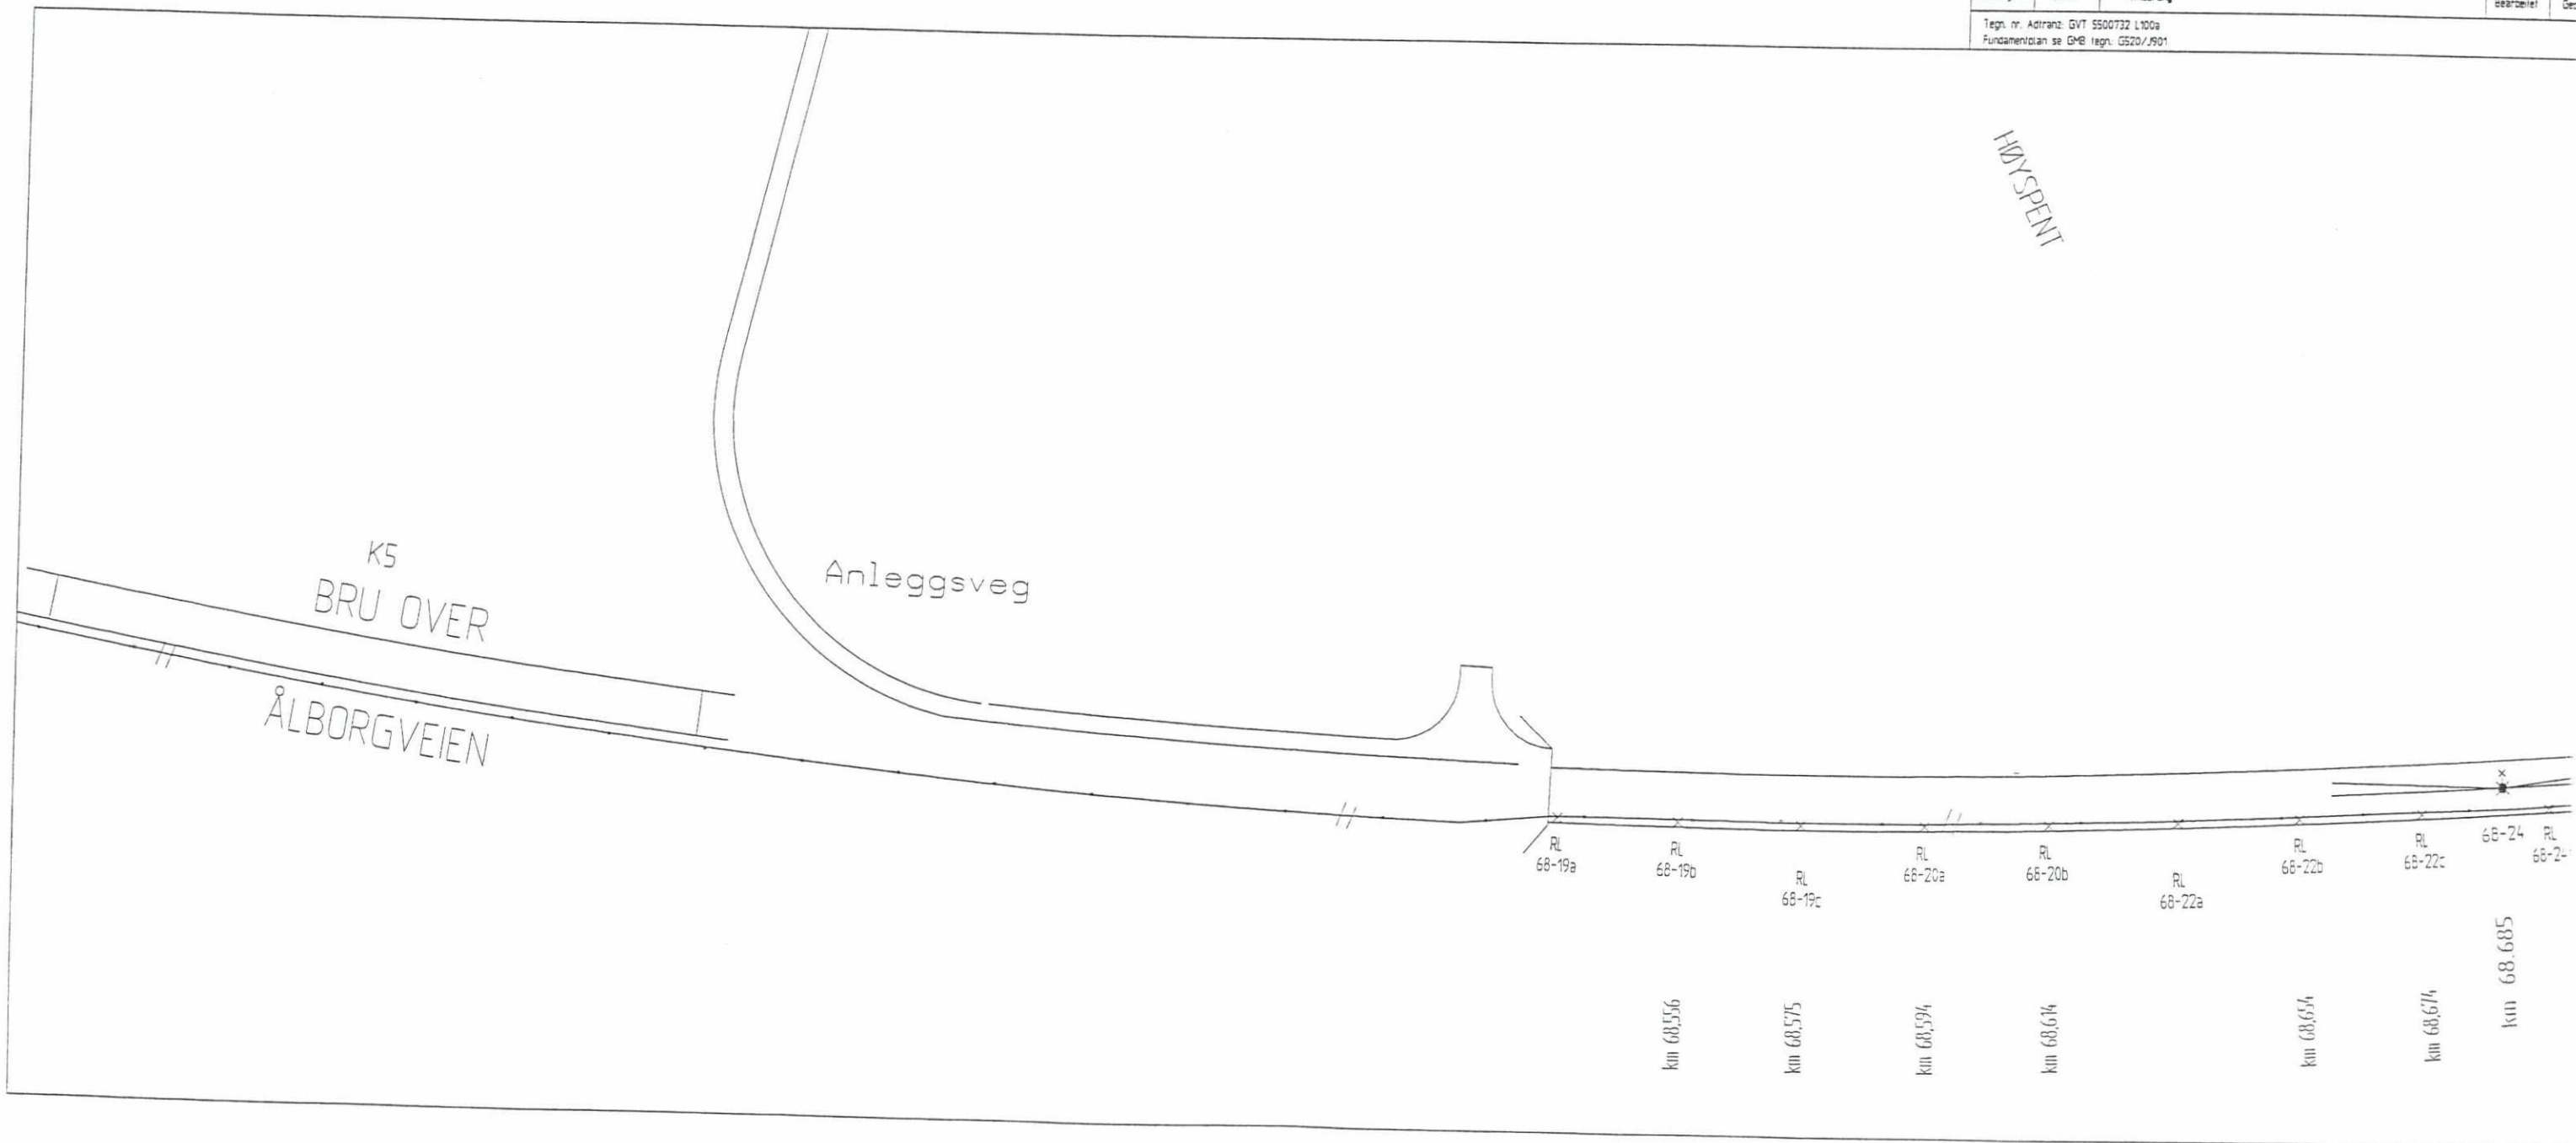 Bearbeitet
Tegn. nr. Adtranz: GVT 5500732 L100a
Fundamentplan se GMB tegn.: G520/J901
HØYSPENT
K5
BRU OVER
ÅLBORGVEIEN
Anleggsveg
RL
68-19a
RL
68-19b
RL
68-19c
RL
68-20a
RL
68-20b
RL
68-22a
RL
68-22b
RL
68-22c
68-24
RL
km 68,556
km 68,575
km 68,594
km 68,614
km 68,654
km 68,674
km 68.685